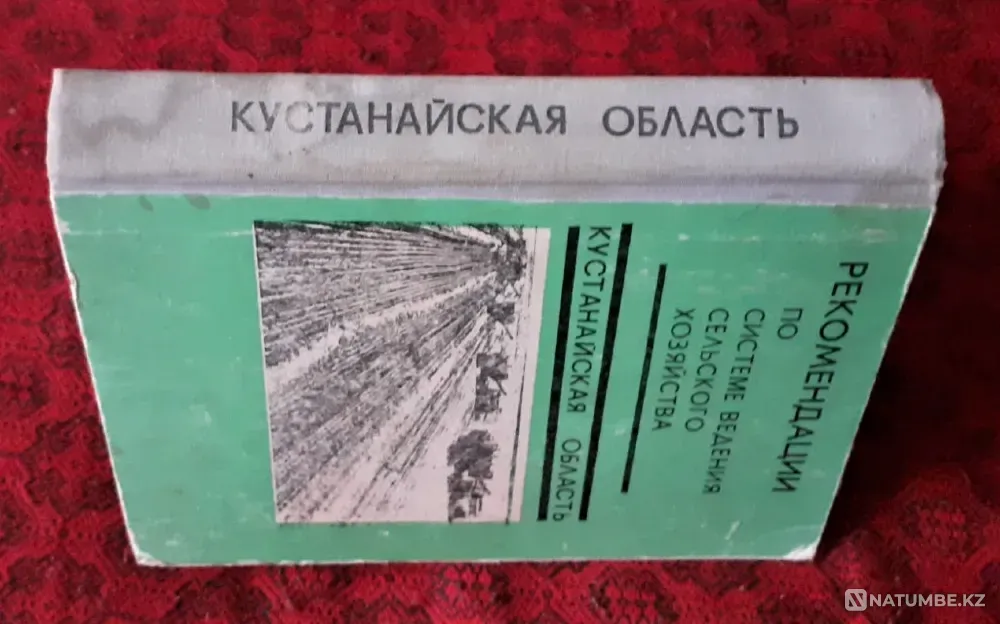 КУСТАНАЙСКАЯ ОБЛАСТЬ
РЕКОМЕНДАЦИИ
ПО
СИСТЕМЕ ВЕДЕНИЯ
СЕЛЬСКОГО
ХОЗЯЙСТВА
КУСТАНАЙСКАЯ ОБЛАСТЬ
NATUMBE.KZ